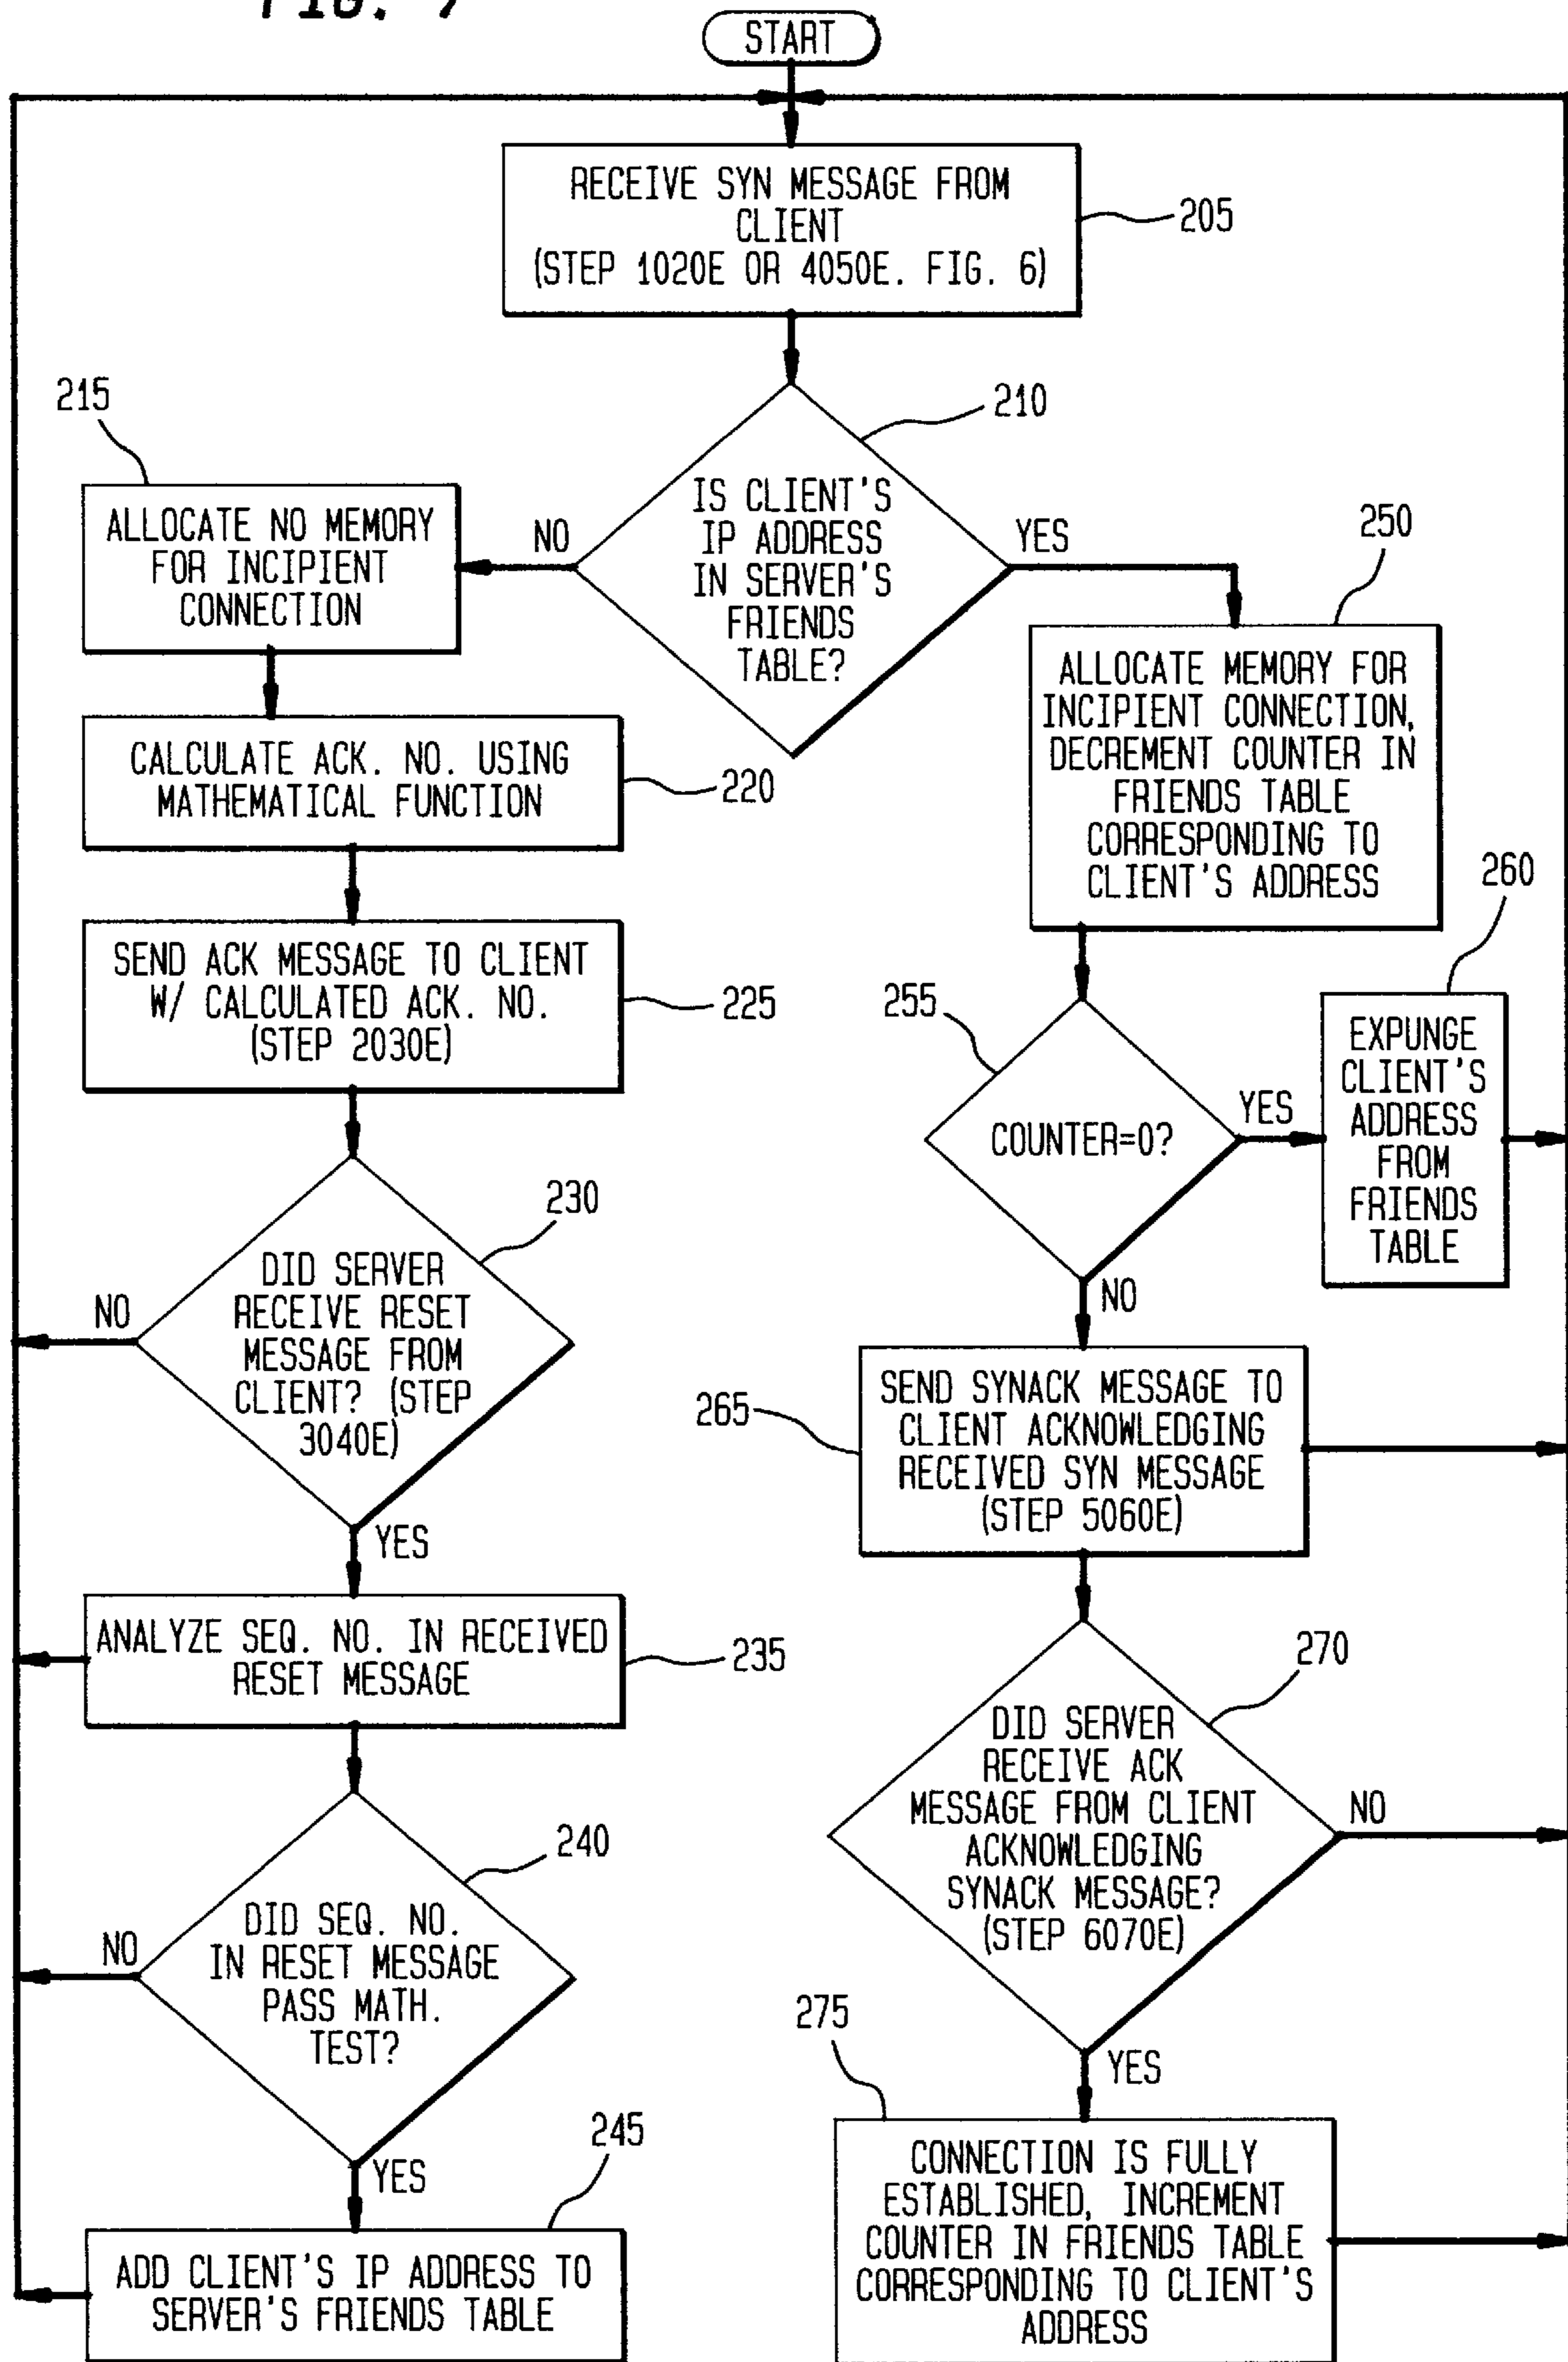 FIG. 7
START
RECEIVE SYN MESSAGE FROM
CLIENT
(STEP 1020E OR 4050E. FIG. 6)
205
210
IS CLIENT'S
IP ADDRESS
IN SERVER'S
FRIENDS
TABLE?
NO
YES
215
ALLOCATE NO MEMORY
FOR INCIPIENT
CONNECTION
CALCULATE ACK. NO. USING
MATHEMATICAL FUNCTION
220
SEND ACK MESSAGE TO CLIENT
W/ CALCULATED ACK. NO.
(STEP 2030E)
225
230
DID SERVER
RECEIVE RESET
MESSAGE FROM
CLIENT? (STEP
3040E)
NO
YES
ANALYZE SEQ. NO. IN RECEIVED
RESET MESSAGE
235
240
DID SEQ. NO.
IN RESET MESSAGE
PASS MATH.
TEST?
NO
YES
245
ADD CLIENT'S IP ADDRESS TO
SERVER'S FRIENDS TABLE
250
ALLOCATE MEMORY FOR
INCIPIENT CONNECTION,
DECREMENT COUNTER IN
FRIENDS TABLE
CORRESPONDING TO
CLIENT'S ADDRESS
255
COUNTER=0?
YES
NO
260
EXPUNGE
CLIENT'S
ADDRESS
FROM
FRIENDS
TABLE
265
SEND SYNACK MESSAGE TO
CLIENT ACKNOWLEDGING
RECEIVED SYN MESSAGE
(STEP 5060E)
270
DID SERVER
RECEIVE ACK
MESSAGE FROM CLIENT
ACKNOWLEDGING
SYNACK MESSAGE?
(STEP 6070E)
NO
YES
275
CONNECTION IS FULLY
ESTABLISHED, INCREMENT
COUNTER IN FRIENDS TABLE
CORRESPONDING TO CLIENT'S
ADDRESS